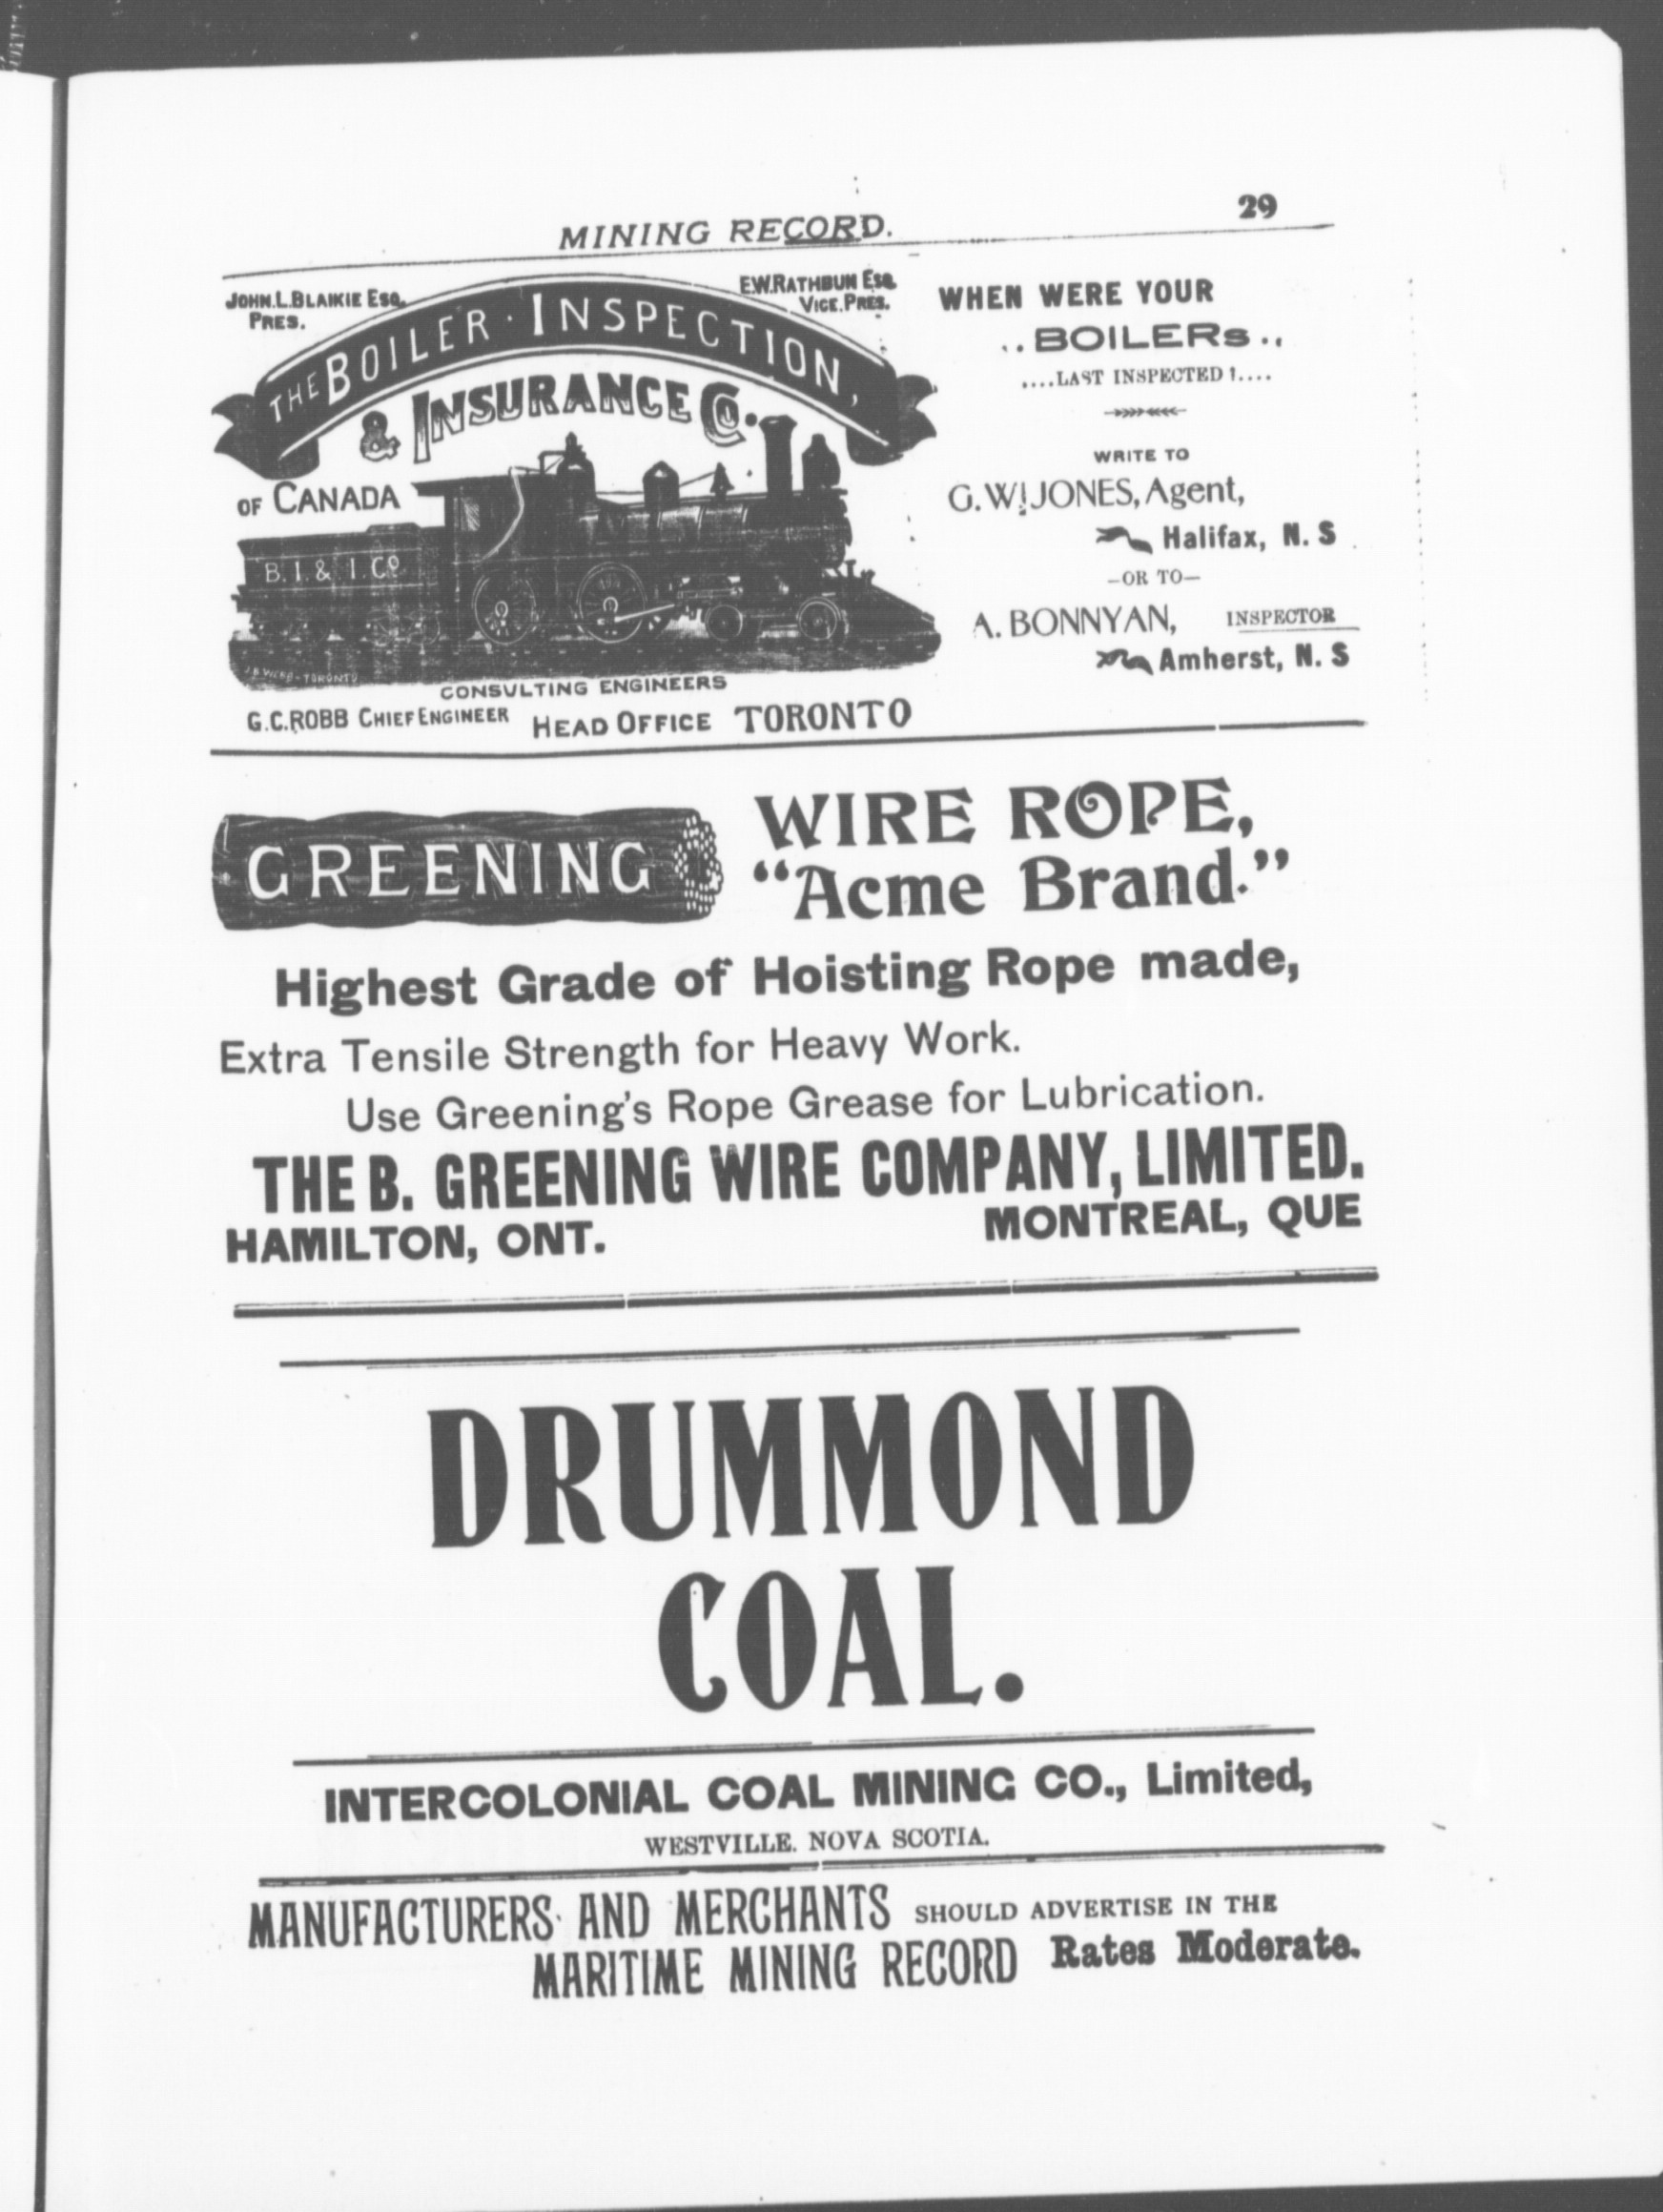 MINING RECORD.
29
JOHN.L.BLAIKIE ESQ.
PRES.
E.W.RATHBUN ESQ.
VICE.PRES.
THE BOILER · INSPECTION,
& INSURANCE CO.
OF CANADA
B. I. & I. CO
CONSULTING ENGINEERS
G.C.ROBB CHIEF ENGINEER HEAD OFFICE TORONTO
WHEN WERE YOUR
..BOILERs..
....LAST INSPECTED ?....
WRITE TO
G. W. JONES, Agent,
Halifax, N. S
—OR TO—
A. BONNYAN, INSPECTOR
Amherst, N. S
GREENING
WIRE ROPE,
"Acme Brand."
Highest Grade of Hoisting Rope made,
Extra Tensile Strength for Heavy Work.
Use Greening's Rope Grease for Lubrication.
THE B. GREENING WIRE COMPANY, LIMITED.
HAMILTON, ONT. MONTREAL, QUE
DRUMMOND
COAL.
INTERCOLONIAL COAL MINING CO., Limited,
WESTVILLE. NOVA SCOTIA.
MANUFACTURERS AND MERCHANTS SHOULD ADVERTISE IN THE
MARITIME MINING RECORD Rates Moderate.